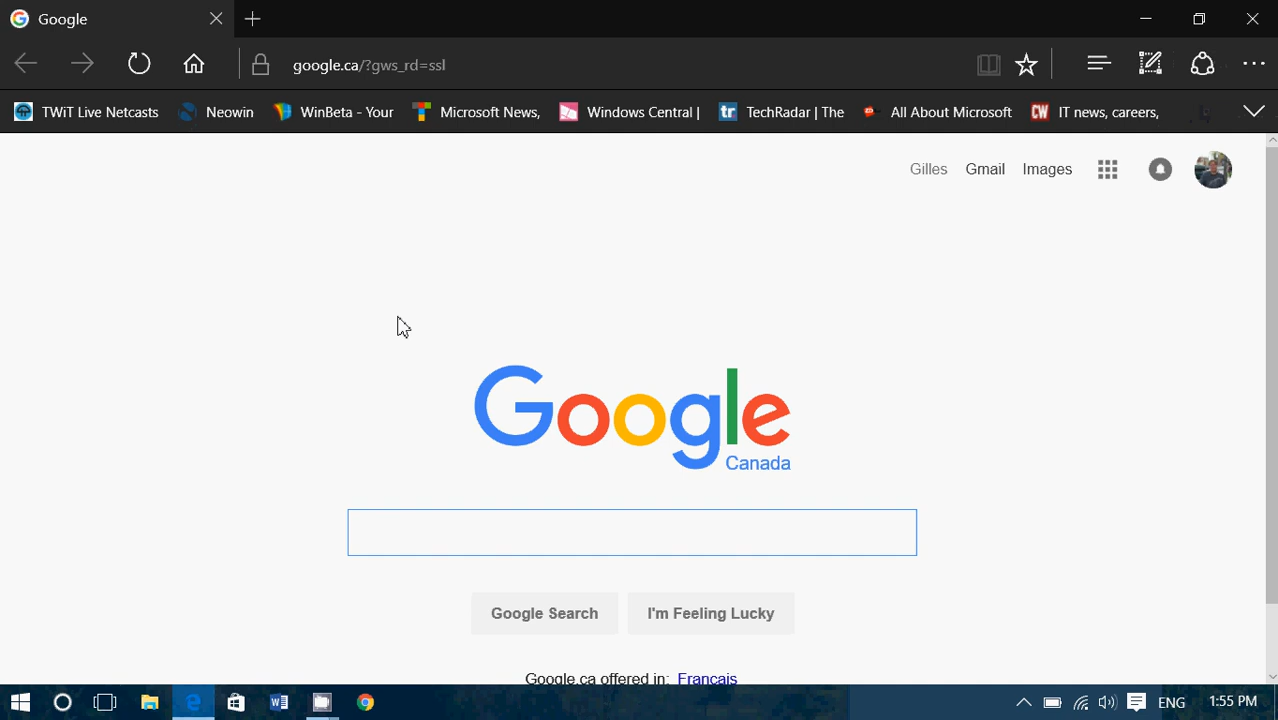 Google
google.ca/?gws_rd=ssl
TWiT Live Netcasts Neowin WinBeta - Your Microsoft News, Windows Central | tr TechRadar | The All About Microsoft CW IT news, careers,
Gilles Gmail Images
Google
Canada
Google Search I'm Feeling Lucky
Google.ca offered in: Français
ENG 1:55 PM